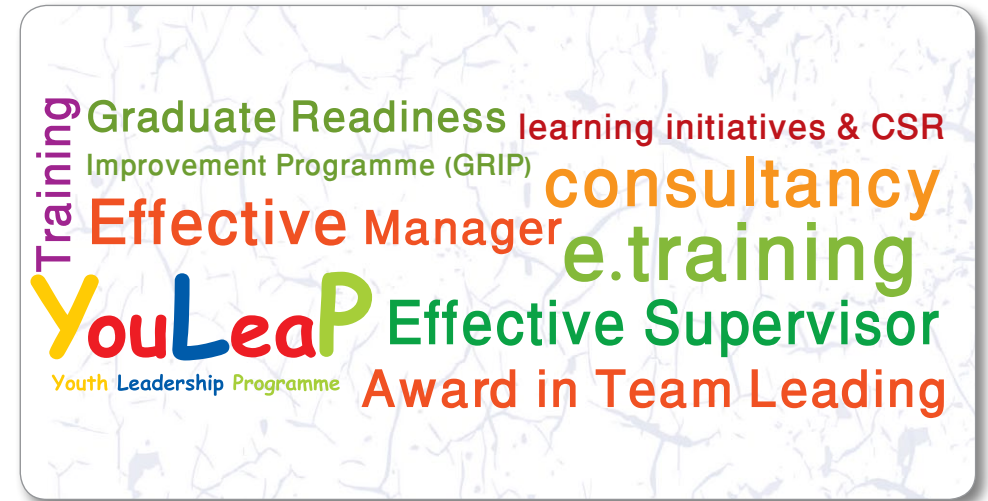 Training
Graduate Readiness
Improvement Programme (GRIP)
learning initiatives & CSR
consultancy
Effective Manager
e.training
YouLeaP
Youth Leadership Programme
Effective Supervisor
Award in Team Leading